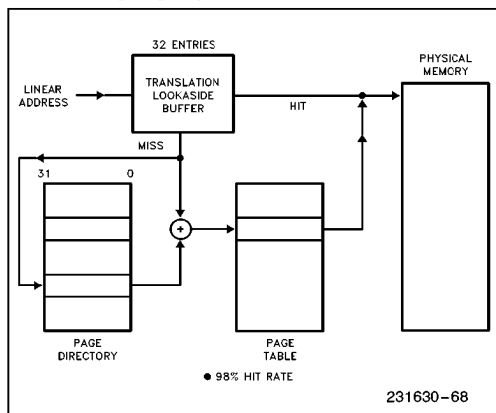 32 ENTRIES
TRANSLATION
LOOKASIDE
BUFFER
LINEAR
ADDRESS
HIT
PHYSICAL
MEMORY
MISS
31 0
+
PAGE
DIRECTORY
PAGE
TABLE
● 98% HIT RATE
231630-68